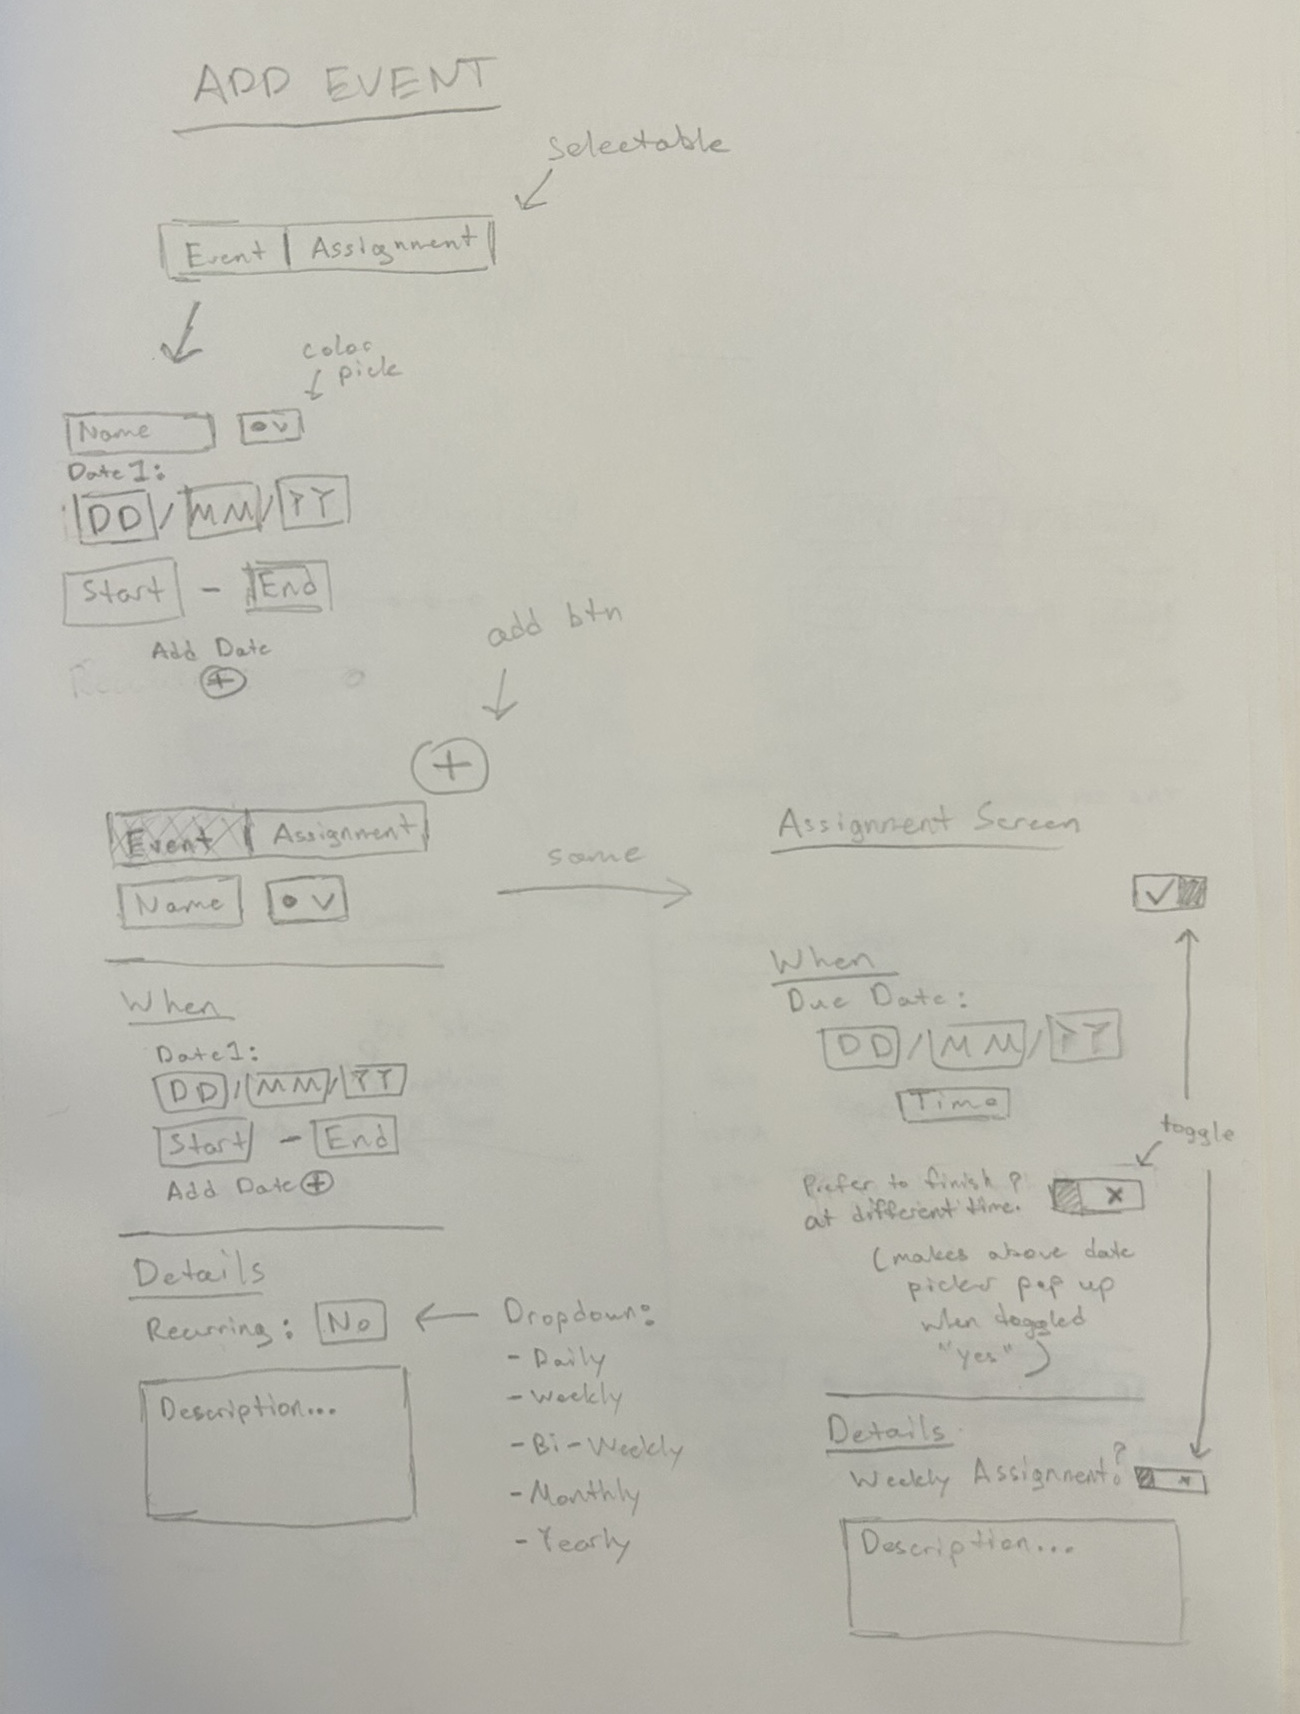 ADD EVENT
selectable
Event | Assignment
color
pick
Name
Date 1:
DD / MM / YY
Start - End
Add Date
+
add btn
+
Event | Assignment
Name
same
When
Date 1:
DD / MM / YY
Start - End
Add Date +
Details
Recurring: No
Description...
Dropdown:
- Daily
- Weekly
- Bi-Weekly
- Monthly
- Yearly
Assignment Screen
When
Due Date:
DD / MM / YY
Time
toggle
Prefer to finish ?
at different time.
(makes above date
picker pop up
when toggled
"yes")
Details
Weekly Assignment?
Description...